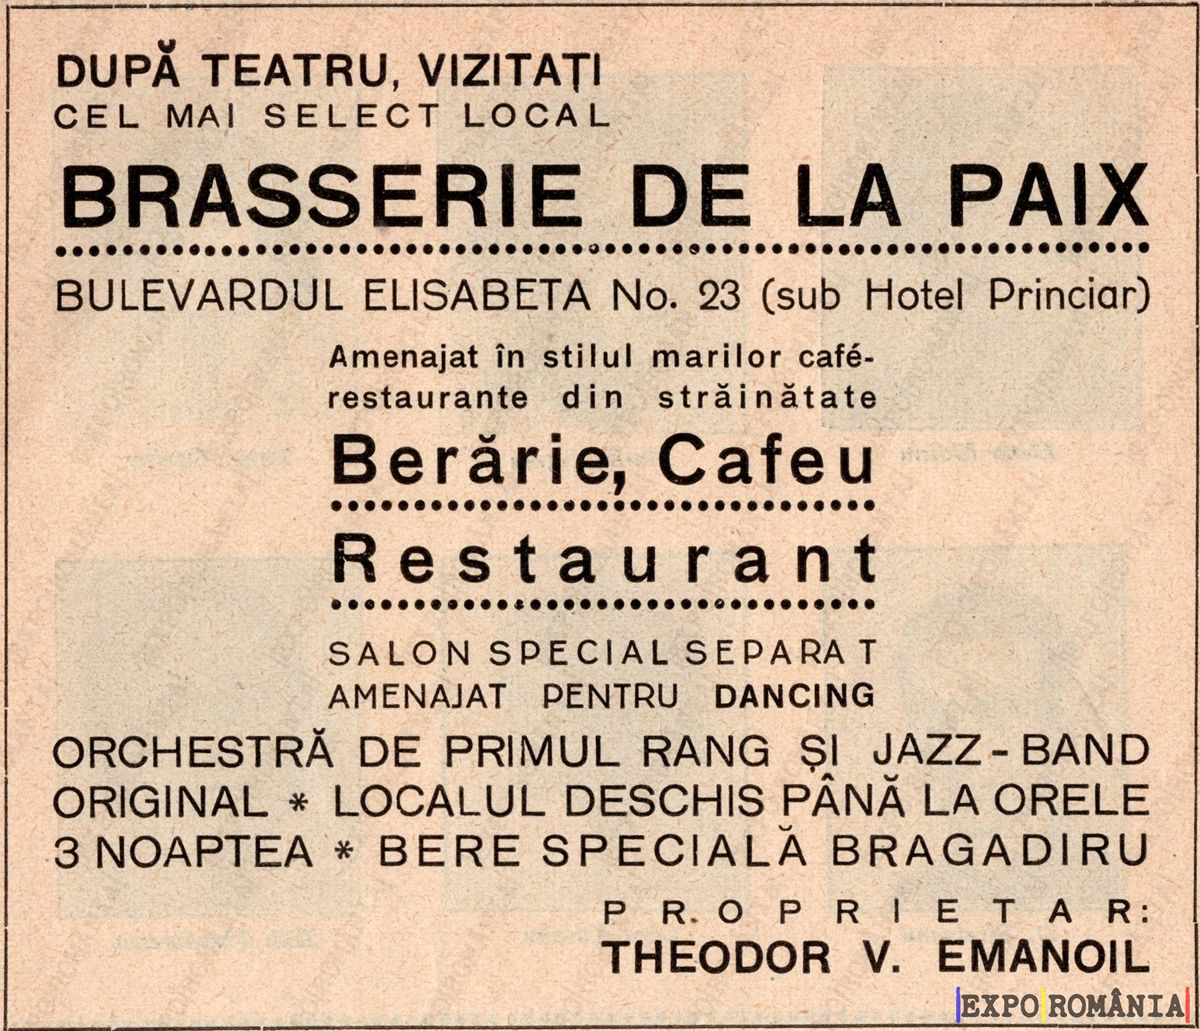 DUPĂ TEATRU, VIZITAȚI
CEL MAI SELECT LOCAL
BRASSERIE DE LA PAIX
BULEVARDUL ELISABETA No. 23 (sub Hotel Princiar)
Amenajat în stilul marilor café-
restaurante din străinătate
Berărie, Cafeu
Restaurant
SALON SPECIAL SEPARAT
AMENAJAT PENTRU DANCING
ORCHESTRĂ DE PRIMUL RANG ȘI JAZZ-BAND
ORIGINAL * LOCALUL DESCHIS PÂNĂ LA ORELE
3 NOAPTEA * BERE SPECIALĂ BRAGADIRU
PROPRIETAR:
THEODOR V. EMANOIL
EXPO ROMÂNIA